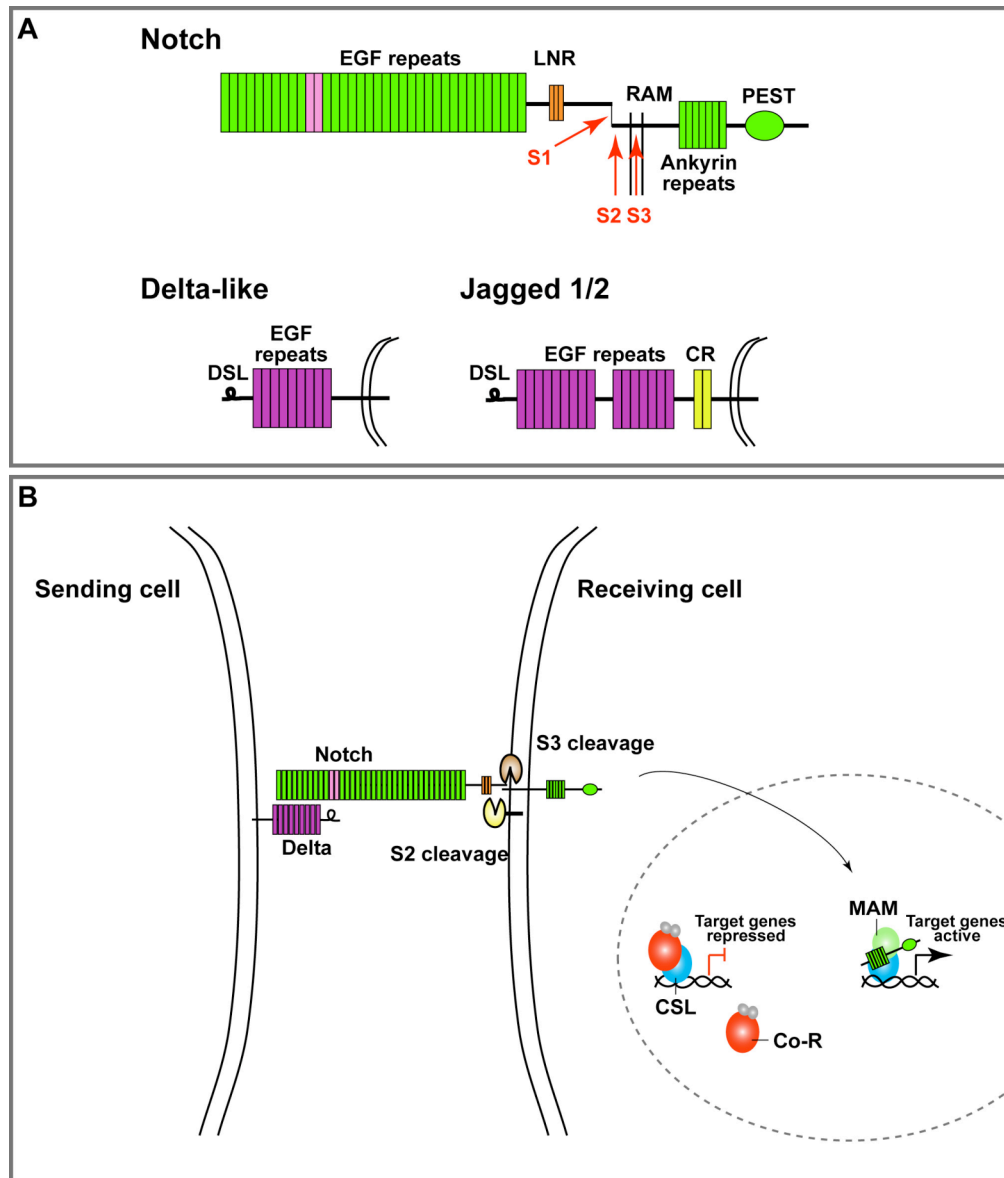 A
Notch
EGF repeats
LNR
RAM
PEST
S1
Ankyrin
repeats
S2
S3
Delta-like
Jagged 1/2
EGF
repeats
DSL
EGF repeats
CR
DSL
B
Sending cell
Receiving cell
Notch
S3 cleavage
Delta
S2 cleavage
MAM
Target genes
repressed
Target genes
active
CSL
Co-R